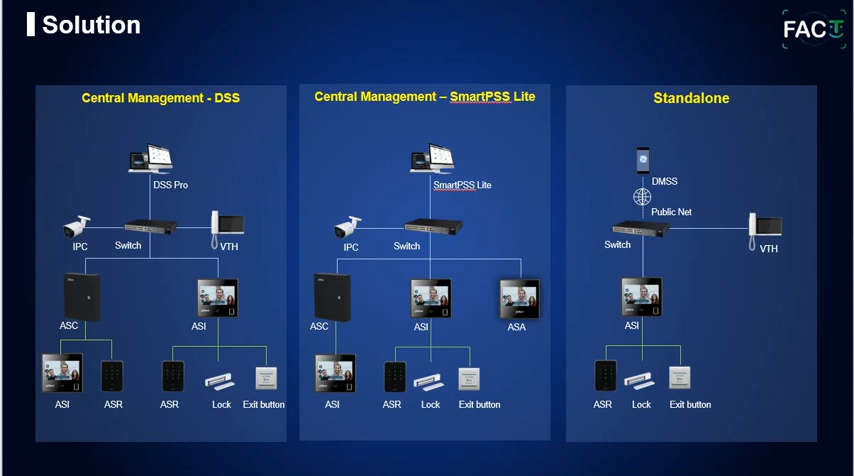 Solution
FACT
Central Management - DSS
DSS Pro
IPC
Switch
VTH
ASC
ASI
ASI
ASR
ASR
Lock
Exit button
Central Management – SmartPSS Lite
SmartPSS Lite
IPC
Switch
ASC
ASI
ASA
ASI
ASR
Lock
Exit button
Standalone
DMSS
Public Net
Switch
VTH
ASI
ASR
Lock
Exit button